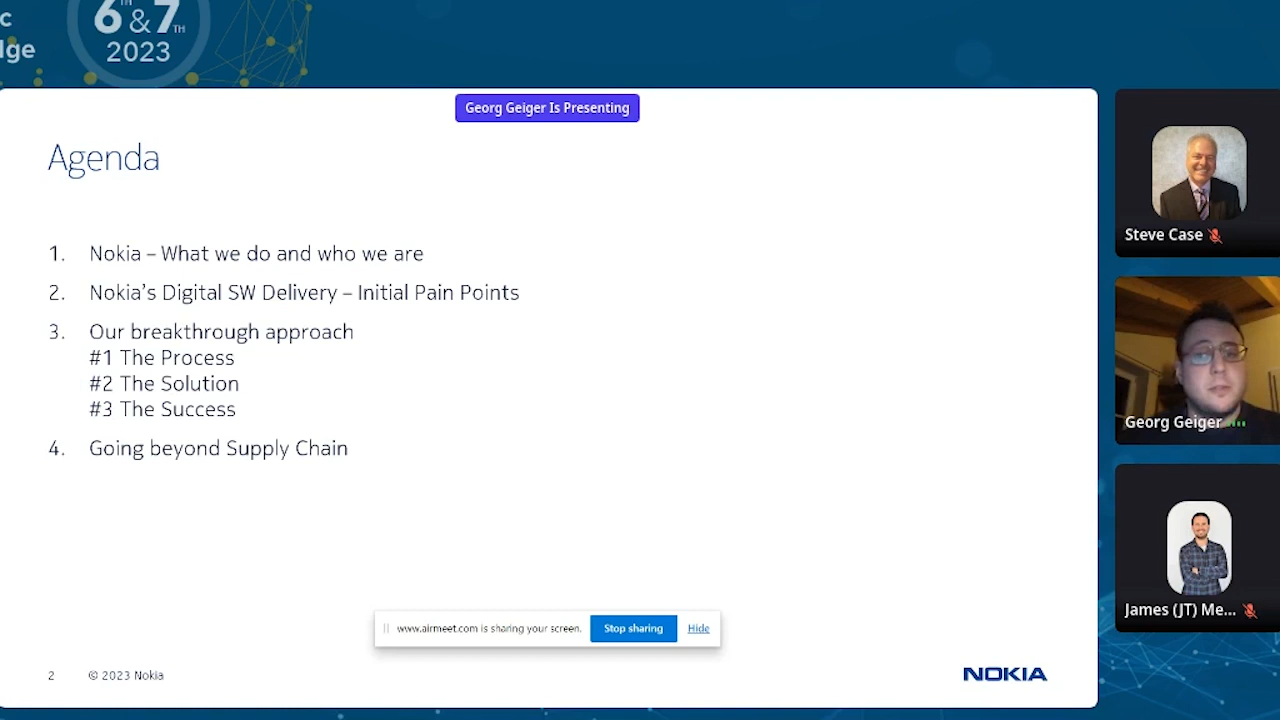 c
dge
6TH&7TH
2023
Georg Geiger Is Presenting
Agenda
1. Nokia – What we do and who we are
2. Nokia's Digital SW Delivery – Initial Pain Points
3. Our breakthrough approach
#1 The Process
#2 The Solution
#3 The Success
4. Going beyond Supply Chain
www.airmeet.com is sharing your screen. Stop sharing Hide
2 © 2023 Nokia
NOKIA
Steve Case
Georg Geiger
James (JT) Me...